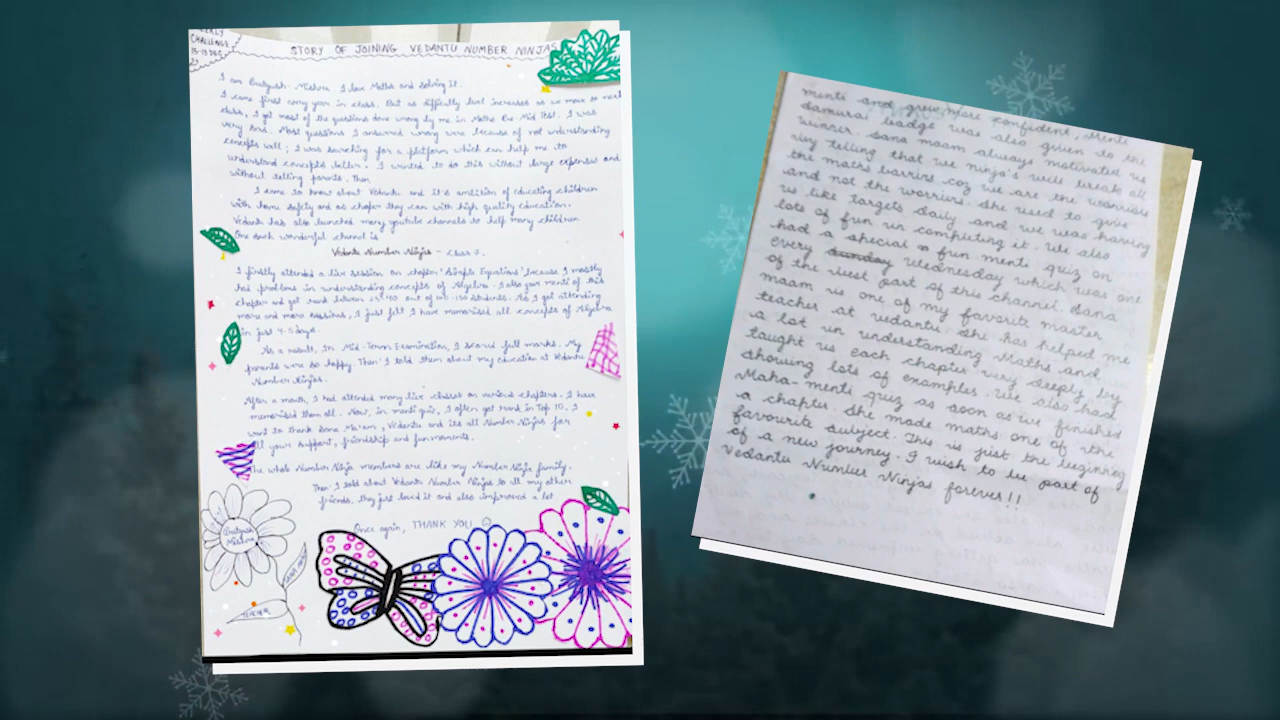 WEEKLY
CHALLENGE
15-18 DEC
STORY OF JOINING VEDANTU NUMBER NINJAS
I am Pratyush Mishra. I love Maths and Solving It.
I came first every year in class. But as difficulty level increases as we move to next
class, I got most of the questions done wrong by me in Maths Pre Mid Test. I was
very sad. Most questions I answered wrong were because of not understanding
concepts well; I was searching for a platform which can help me to
understand concepts better. I wanted to do this without large expenses and
without telling parents. Then
I came to know about Vedantu and it's ambition of educating children
with home safety and as cheaper they can with high quality education.
Vedantu has also launched many youtube channels to help many children
One such wonderful channel is
Vedantu Number Ninjas - Class 7.
I firstly attended a live session on chapter 'Simple Equations' because I mostly
had problems in understanding concepts of Algebra. I also gave menti of this
chapter and got rank between out of 100-150 students. As I got attending
more and more sessions, I just felt I have memorised all concepts of Algebra
in just 4-5 days.
As a result, In Mid-Term Examination, I scored full marks. My
parents were so happy. Then I told them about my education at Vedantu
Number Ninjas.
After a month, I had attended many live classes on various chapters. I have
memorised them all. Now, in menti quiz, I often get rank in Top 10. I
want to thank Sana Ma'am, Vedantu and its all Number Ninjas for
all your support, friendship and fun moments.
The whole Number Ninja members are like my Number Ninja family.
Then I told about Vedantu Number Ninjas to all my other
friends, they just loved it and also improved a lot
Once again, THANK YOU!
Pratyush
Mishra
TEACHER
menti and grew more confident. Menti
samurai badge was also given to the
winner. Sana maam always motivated us
by telling that we ninja's will break all
the maths barrirs coz we are the warriors
and not the worriers. She used to give
us like targets daily and we was having
lots of fun in completing it. We also
had a special fun menti quiz on
every sunday wednesday which was one
of the best part of this channel. Sana
maam is one of my favorite master
teacher at vedantu. She has helped me
a lot in understanding Maths and
taught us each chapter very deeply by
showing lots of examples. We also had
Maha-menti quiz as soon as we finished
a chapter. She made maths one of the
favourite subject. This is just the beginning
of a new journey. I wish to be part of
Vedantu Number Ninjas forever!!